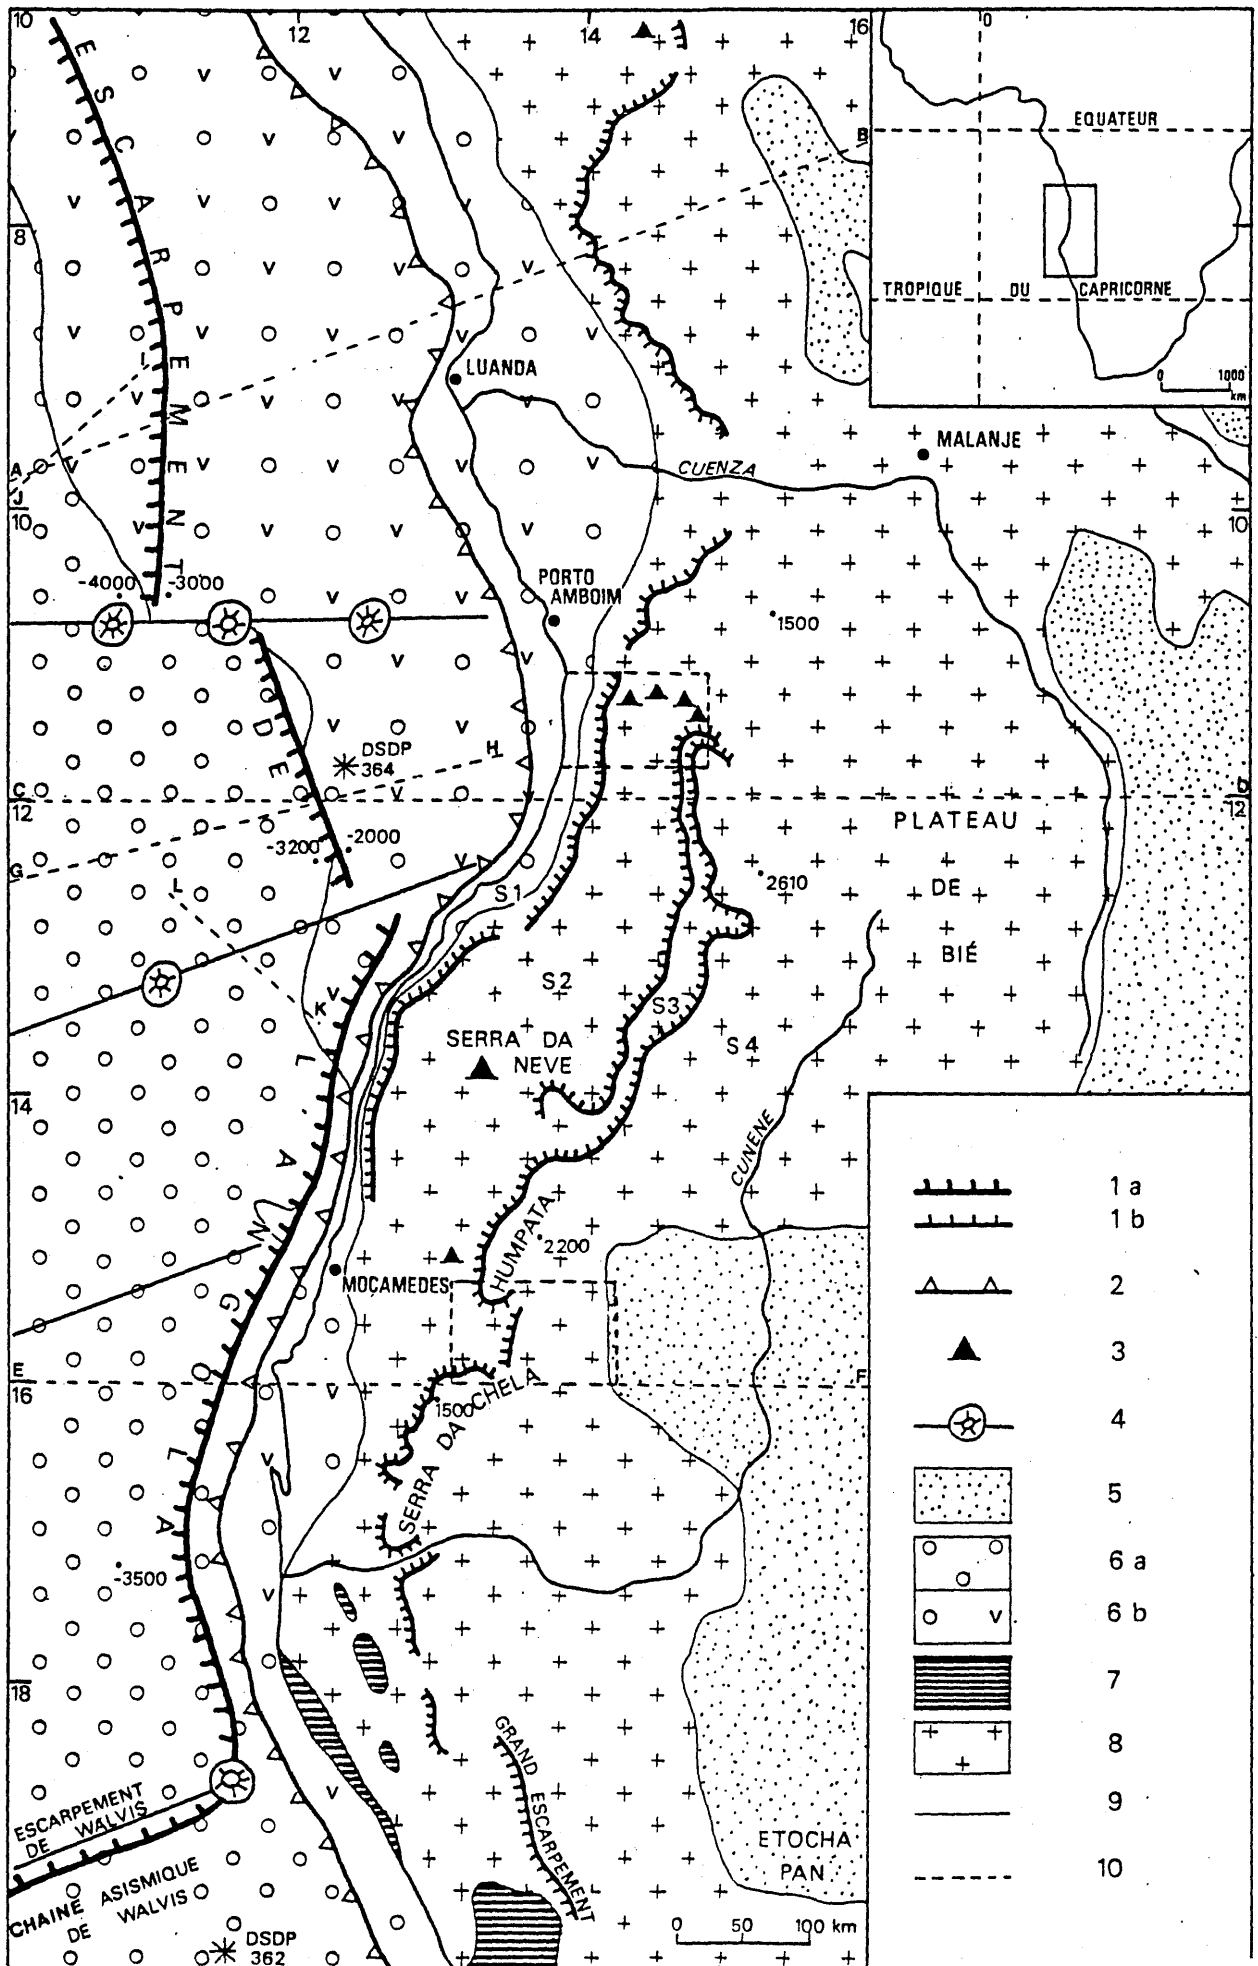 10
12
14
16
0
EQUATEUR
TROPIQUE DU CAPRICORNE
0 1000
km
ESCARPEMENT
B
8
I
LUANDA
A
J
10
CUENZA
MALANJE
10
-4000
-3000
PORTO
AMBOIM
1500
DE
DSDP
364
H
C
12
D
12
PLATEAU
DE
BIÉ
-3200
-2000
G
L
S1
2610
S2
S3
S4
K
SERRA DA
NEVE
14
L'ANGOLA
CUNENE
HUMPATA
2200
MOÇAMEDES
E
16
F
1500
SERRA DA CHELA
-3500
18
ESCARPEMENT
DE WALVIS
CHAINE ASISMIQUE
DE WALVIS
DSDP
362
GRAND ESCARPEMENT
ETOCHA
PAN
0 50 100 km
1 a
1 b
2
3
4
5
6 a
6 b
7
8
9
10